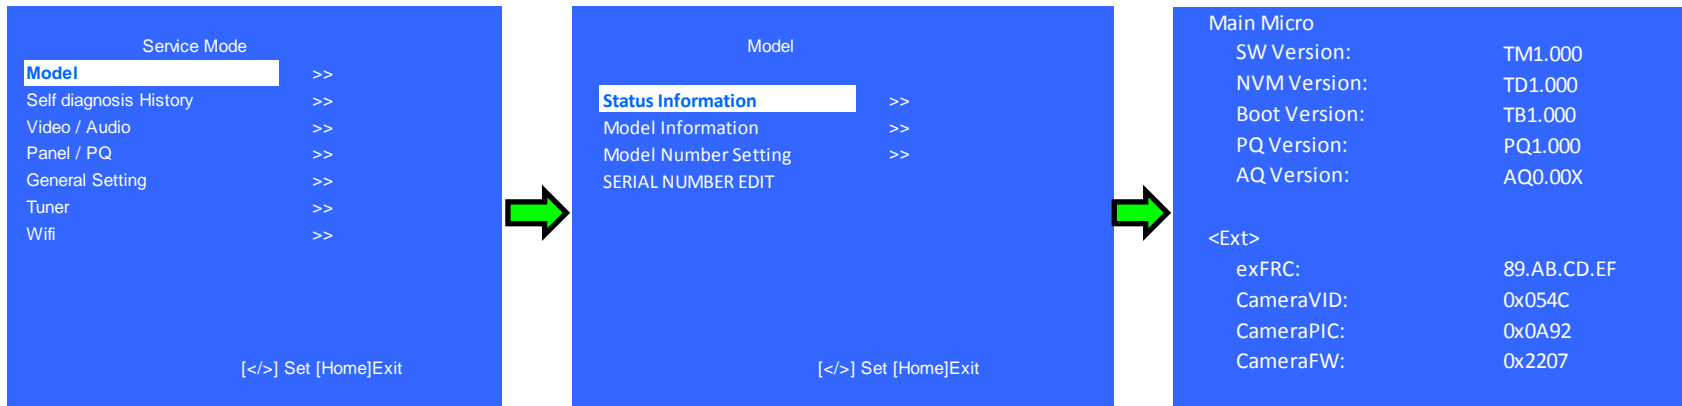 Service Mode
Model >>
Self diagnosis History >>
Video / Audio >>
Panel / PQ >>
General Setting >>
Tuner >>
Wifi >>
[</>] Set [Home]Exit
Model
Status Information >>
Model Information >>
Model Number Setting >>
SERIAL NUMBER EDIT
[</>] Set [Home]Exit
Main Micro
SW Version: TM1.000
NVM Version: TD1.000
Boot Version: TB1.000
PQ Version: PQ1.000
AQ Version: AQ0.00X
<Ext>
exFRC: 89.AB.CD.EF
CameraVID: 0x054C
CameraPIC: 0x0A92
CameraFW: 0x2207